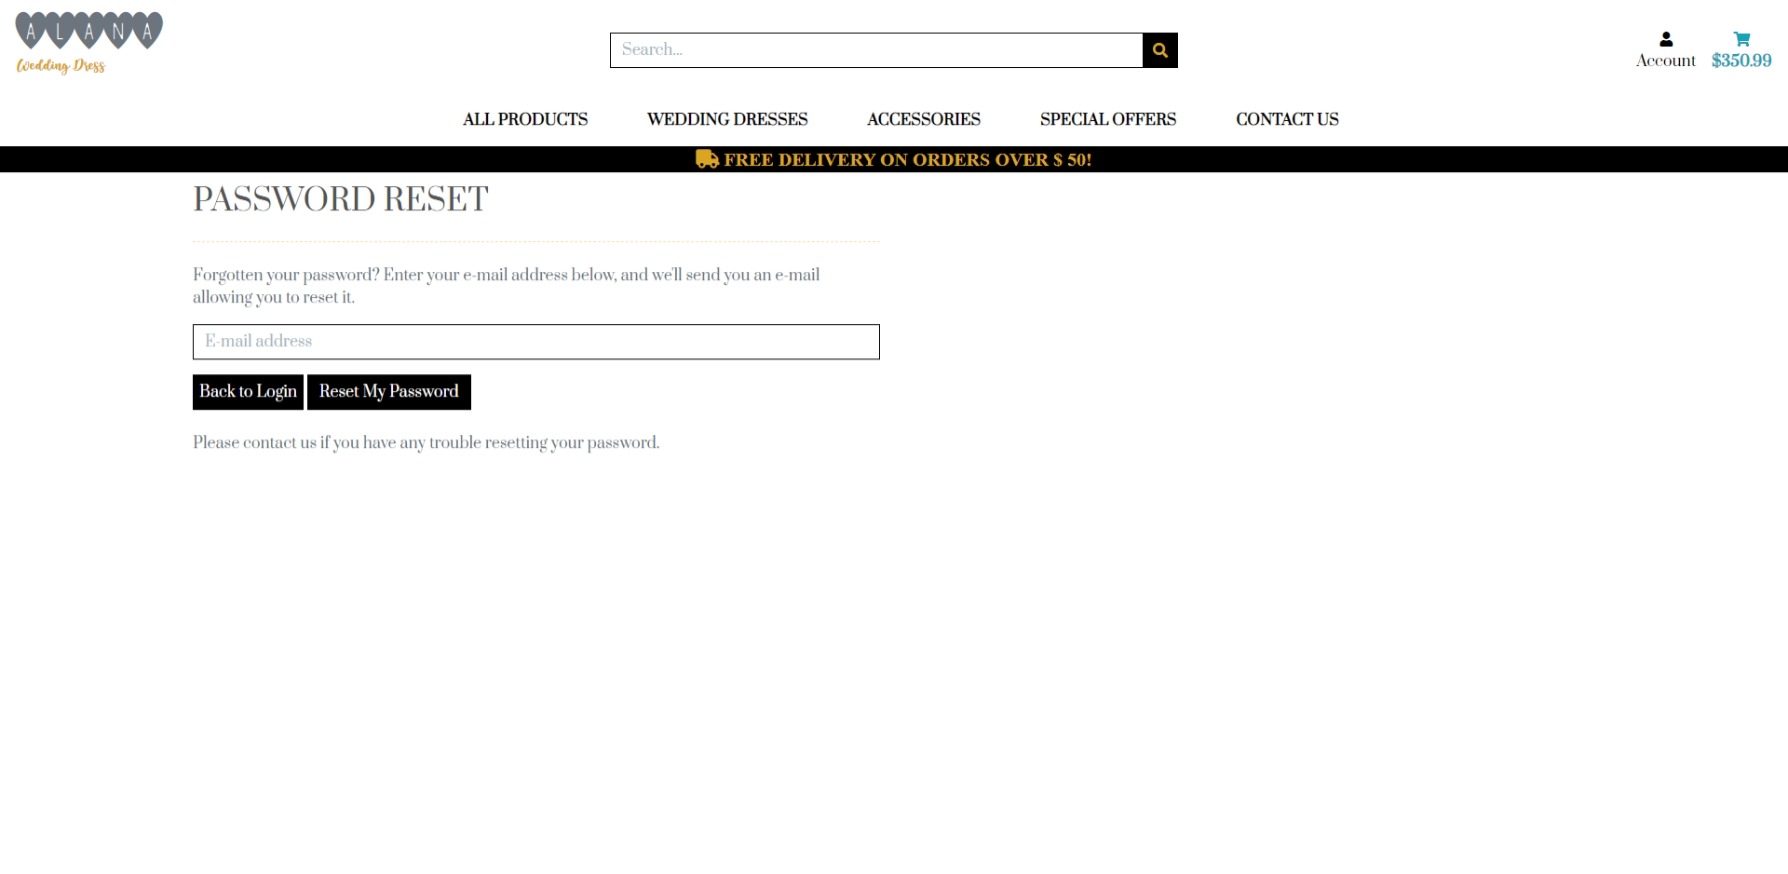 ALANA
Wedding Dress
Search...
Account
$350.99
ALL PRODUCTS
WEDDING DRESSES
ACCESSORIES
SPECIAL OFFERS
CONTACT US
FREE DELIVERY ON ORDERS OVER $ 50!
PASSWORD RESET
Forgotten your password? Enter your e-mail address below, and we'll send you an e-mail
allowing you to reset it.
E-mail address
Back to Login
Reset My Password
Please contact us if you have any trouble resetting your password.